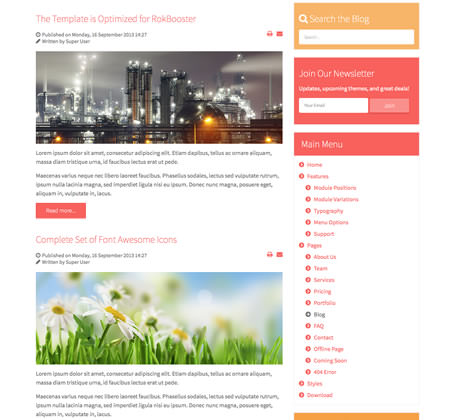 The Template is Optimized for RokBooster
Published on Monday, 16 September 2013 14:27
Written by Super User
Lorem ipsum dolor sit amet, consectetur adipiscing elit. Etiam dapibus, tellus ac ornare aliquam,
massa diam tristique urna, id faucibus lectus erat ut pede.
Maecenas varius neque nec libero laoreet faucibus. Phasellus sodales, lectus sed vulputate rutrum,
ipsum nulla lacinia magna, sed imperdiet ligula nisi eu ipsum. Donec nunc magna, posuere eget,
aliquam in, vulputate in, lacus.
Read more...
Complete Set of Font Awesome Icons
Published on Monday, 16 September 2013 14:27
Written by Super User
Lorem ipsum dolor sit amet, consectetur adipiscing elit. Etiam dapibus, tellus ac ornare aliquam,
massa diam tristique urna, id faucibus lectus erat ut pede.
Maecenas varius neque nec libero laoreet faucibus. Phasellus sodales, lectus sed vulputate rutrum,
ipsum nulla lacinia magna, sed imperdiet ligula nisi eu ipsum. Donec nunc magna, posuere eget,
aliquam in, vulputate in, lacus.
Search the Blog
Search...
Join Our Newsletter
Updates, upcoming themes, and great deals!
Your Email
Join
Main Menu
Home
Features
Module Positions
Module Variations
Typography
Menu Options
Support
Pages
About Us
Team
Services
Pricing
Portfolio
Blog
FAQ
Contact
Offline Page
Coming Soon
404 Error
Styles
Download